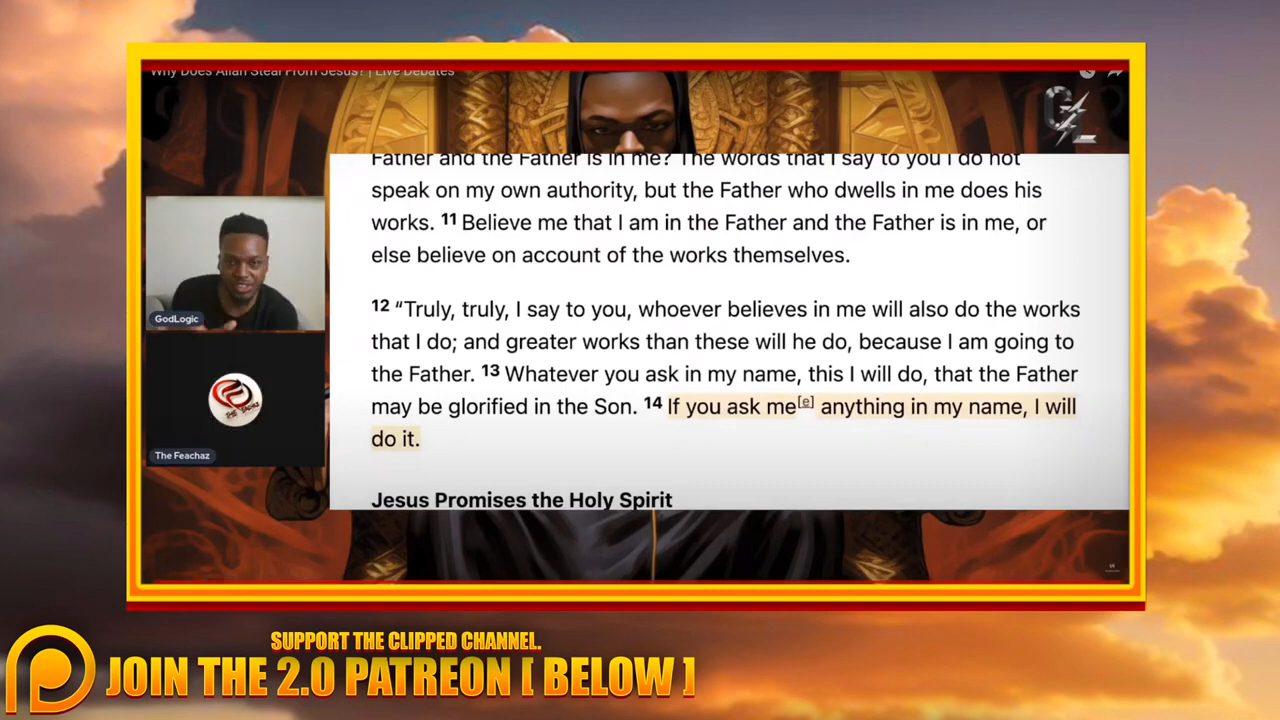 Why Does Allah Steal From Jesus? | Live Debates
GL
Father and the Father is in me? The words that I say to you I do not
speak on my own authority, but the Father who dwells in me does his
works. 11 Believe me that I am in the Father and the Father is in me, or
else believe on account of the works themselves.
GodLogic
12 “Truly, truly, I say to you, whoever believes in me will also do the works
that I do; and greater works than these will he do, because I am going to
the Father. 13 Whatever you ask in my name, this I will do, that the Father
may be glorified in the Son. 14 If you ask me[e] anything in my name, I will
do it.
THE FEACHAZ
The Feachaz
Jesus Promises the Holy Spirit
SUPPORT THE CLIPPED CHANNEL.
JOIN THE 2.0 PATREON [ BELOW ]